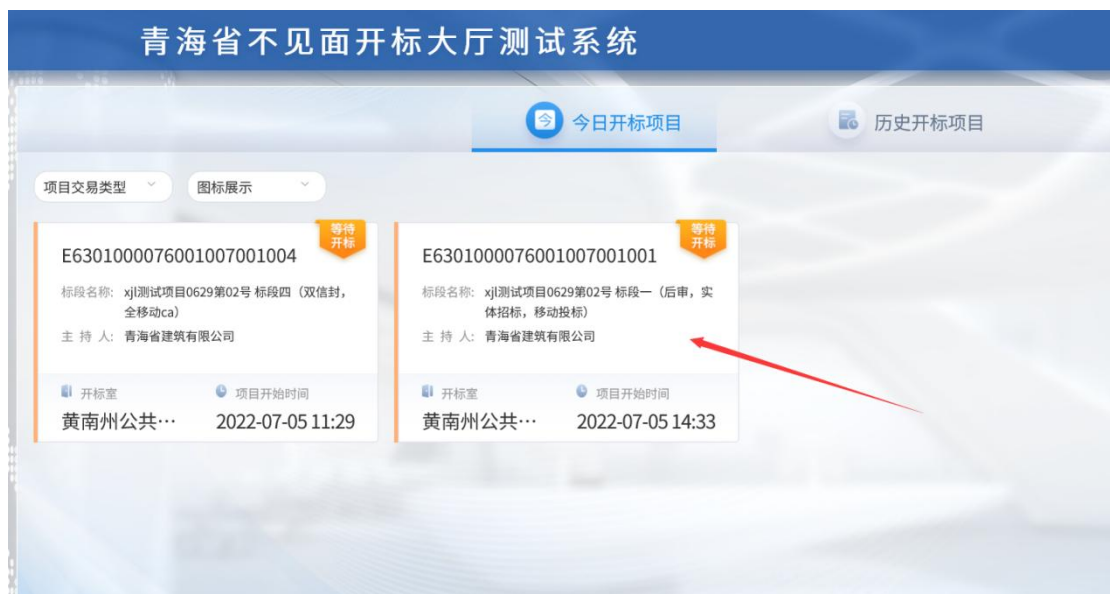 青海省不见面开标大厅测试系统
今 今日开标项目
历史开标项目
项目交易类型
图标展示
等待
开标
E6301000076001007001004
标段名称: xjl测试项目0629第02号 标段四（双信封，
全移动ca）
主 持 人: 青海省建筑有限公司
开标室
项目开始时间
黄南州公共…
2022-07-05 11:29
等待
开标
E6301000076001007001001
标段名称: xjl测试项目0629第02号 标段一（后审，实
体招标，移动投标）
主 持 人: 青海省建筑有限公司
开标室
项目开始时间
黄南州公共…
2022-07-05 14:33